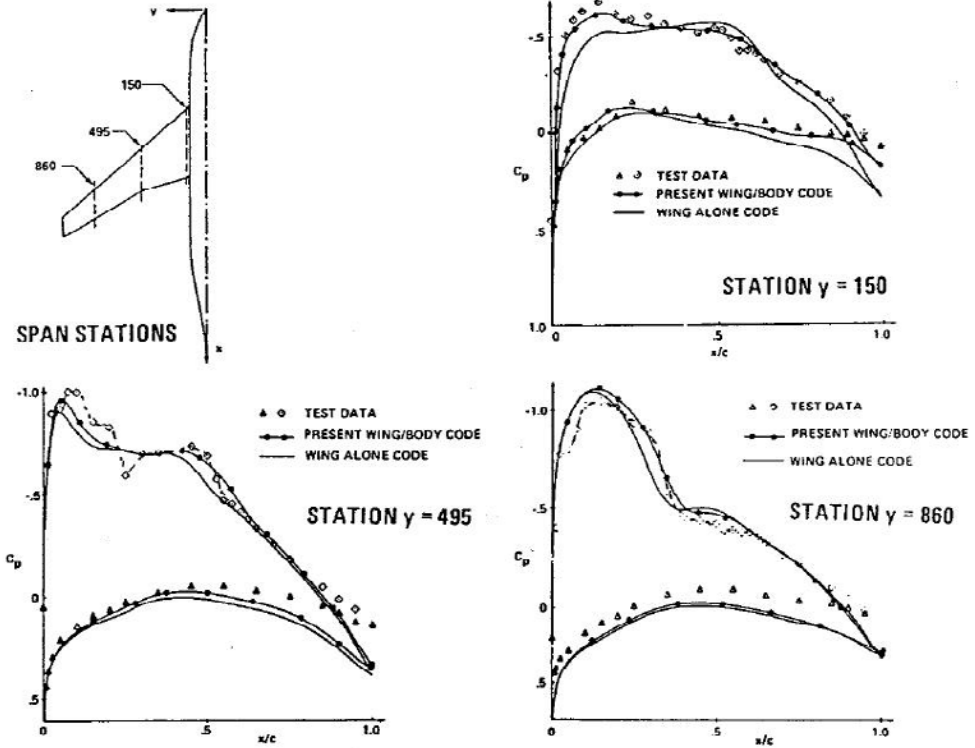 y
150
495
860
x
SPAN STATIONS
-.5
0
Cp
.5
1.0
0
.5
1.0
x/c
TEST DATA
PRESENT WING/BODY CODE
WING ALONE CODE
STATION y = 150
-1.0
-.5
Cp
0
.5
0
.5
1.0
x/c
TEST DATA
PRESENT WING/BODY CODE
WING ALONE CODE
STATION y = 495
-1.0
-.5
Cp
0
.5
0
.5
1.0
x/c
TEST DATA
PRESENT WING/BODY CODE
WING ALONE CODE
STATION y = 860